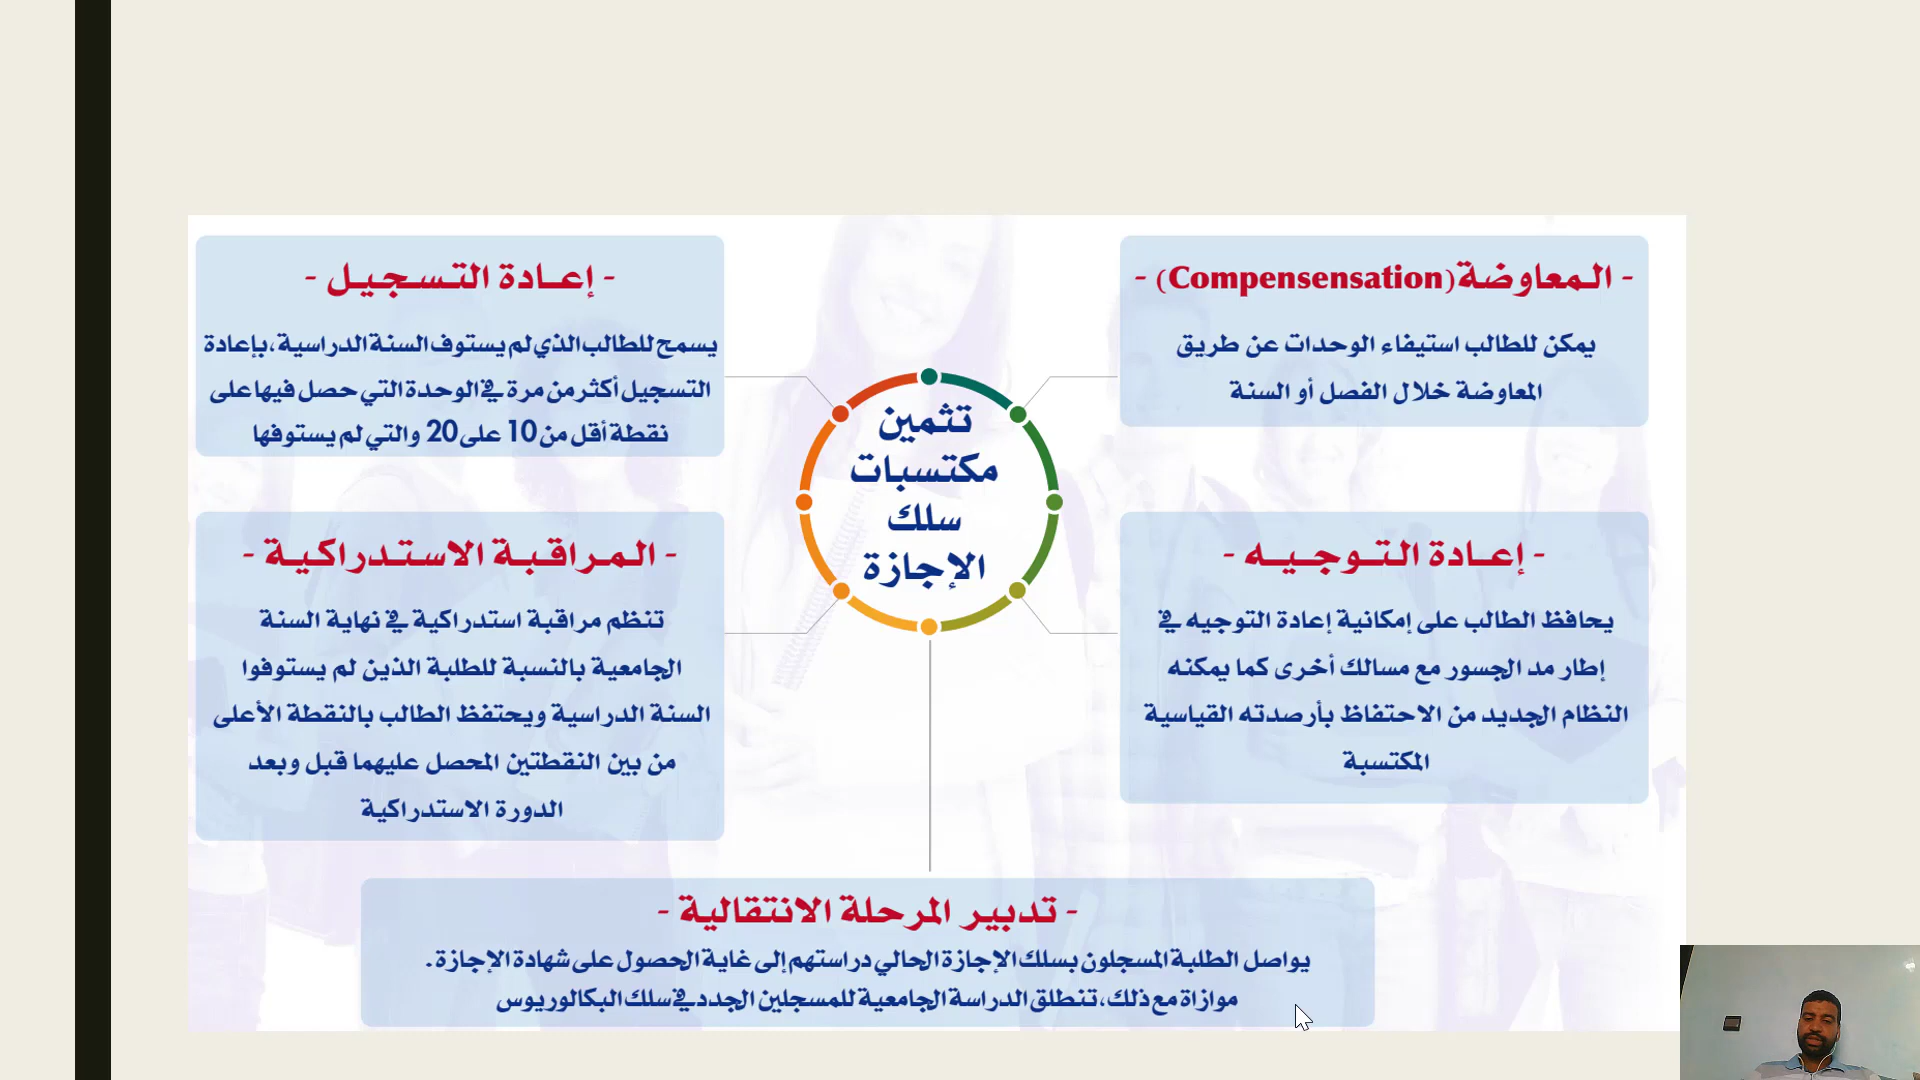 - المعاوضة (Compensensation) -
يمكن للطالب استيفاء الوحدات عن طريق
المعاوضة خلال الفصل أو السنة
- إعادة التسجيل -
يسمح للطالب الذي لم يستوف السنة الدراسية، بإعادة
التسجيل أكثر من مرة في الوحدة التي حصل فيها على
نقطة أقل من 10 على 20 والتي لم يستوفها
تثمين
مكتسبات
سلك
الإجازة
- إعادة التوجيه -
يحافظ الطالب على إمكانية إعادة التوجيه في
إطار مد الجسور مع مسالك أخرى كما يمكنه
النظام الجديد من الاحتفاظ بأرصدته القياسية
المكتسبة
- المراقبة الاستدراكية -
تنظم مراقبة استدراكية في نهاية السنة
الجامعية بالنسبة للطلبة الذين لم يستوفوا
السنة الدراسية ويحتفظ الطالب بالنقطة الأعلى
من بين النقطتين المحصل عليهما قبل وبعد
الدورة الاستدراكية
- تدبير المرحلة الانتقالية -
يواصل الطلبة المسجلون بسلك الإجازة الحالي دراستهم إلى غاية الحصول على شهادة الإجازة.
موازاة مع ذلك، تنطلق الدراسة الجامعية للمسجلين الجدد في سلك البكالوريوس